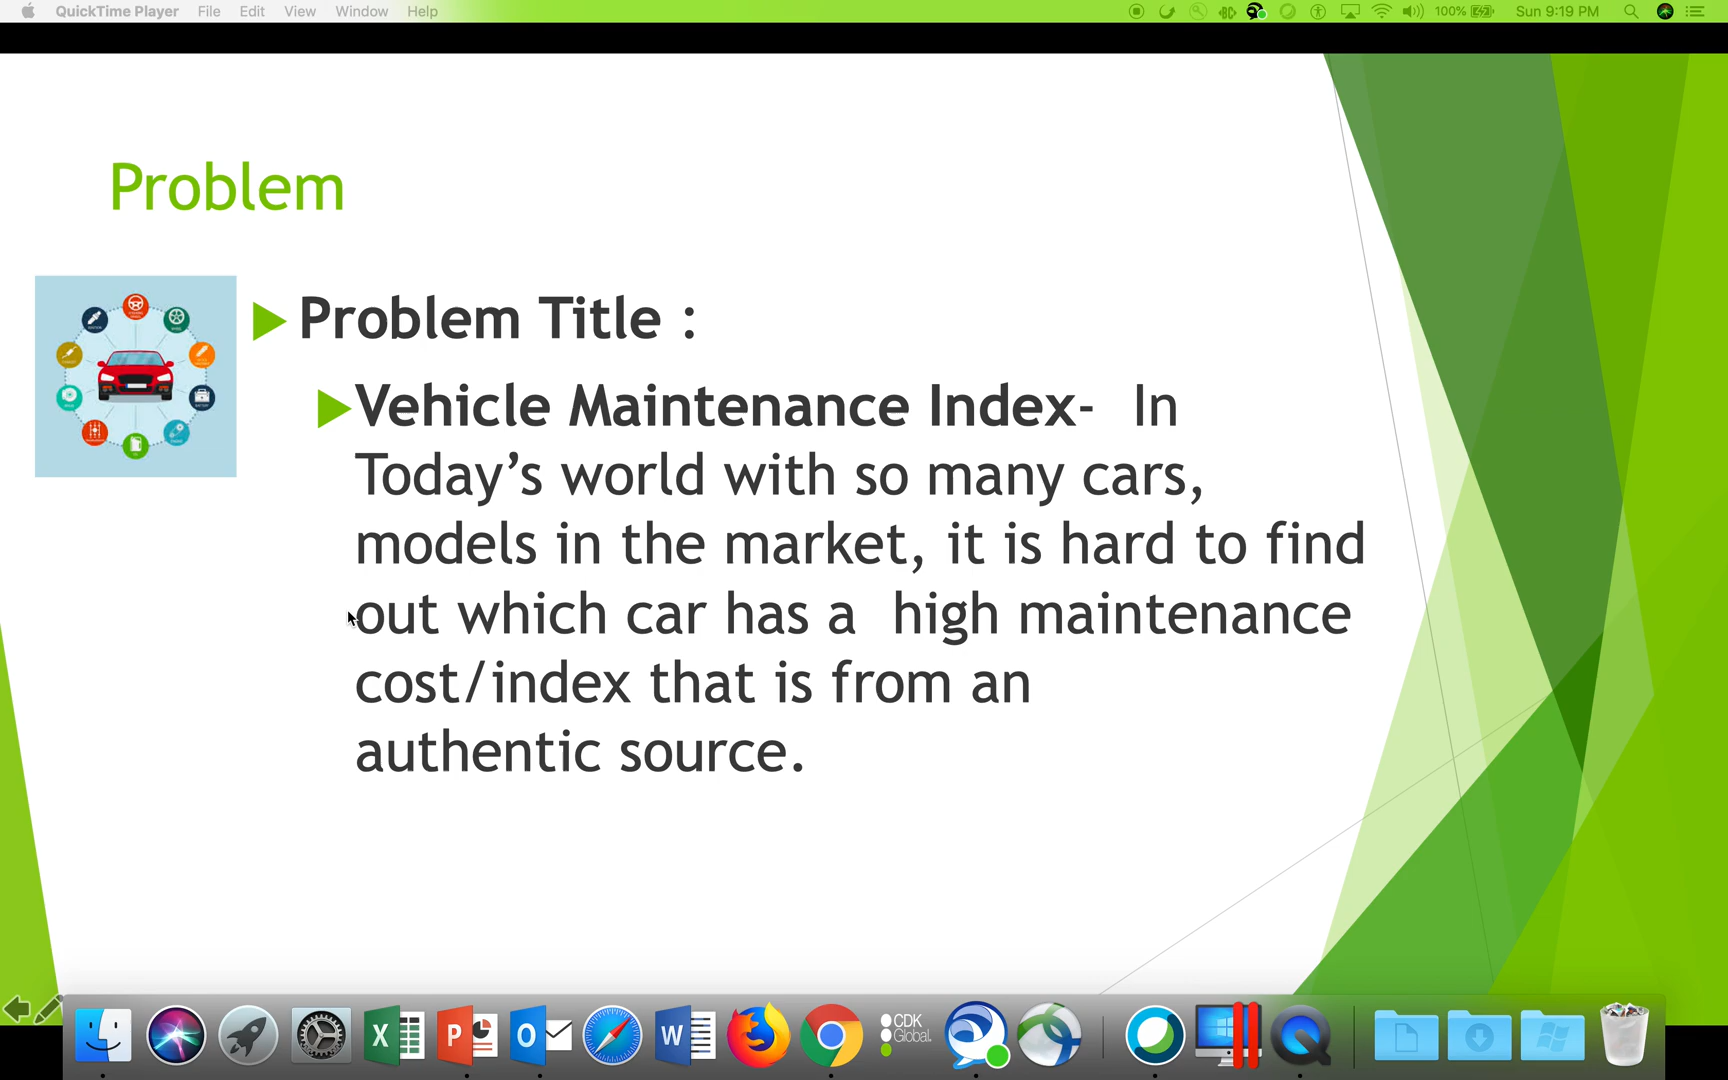 QuickTime Player File Edit View Window Help 100% Sun 9:19 PM
Problem
Problem Title :
Vehicle Maintenance Index- In
Today’s world with so many cars,
models in the market, it is hard to find
out which car has a high maintenance
cost/index that is from an
authentic source.
CDK
Global.